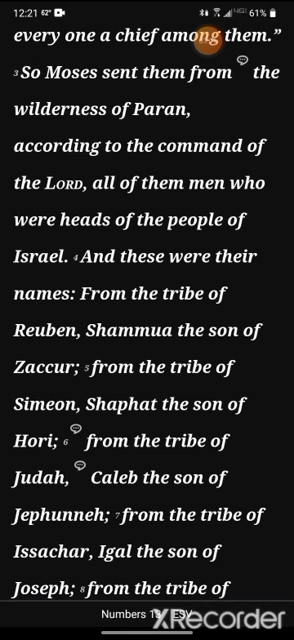 12:21 62° 61%
every one a chief among them.”
3 So Moses sent them from the
wilderness of Paran,
according to the command of
the LORD, all of them men who
were heads of the people of
Israel. 4 And these were their
names: From the tribe of
Reuben, Shammua the son of
Zaccur; 5 from the tribe of
Simeon, Shaphat the son of
Hori; 6 from the tribe of
Judah, Caleb the son of
Jephunneh; 7 from the tribe of
Issachar, Igal the son of
Joseph; 8 from the tribe of
Numbers ESV
XRecorder